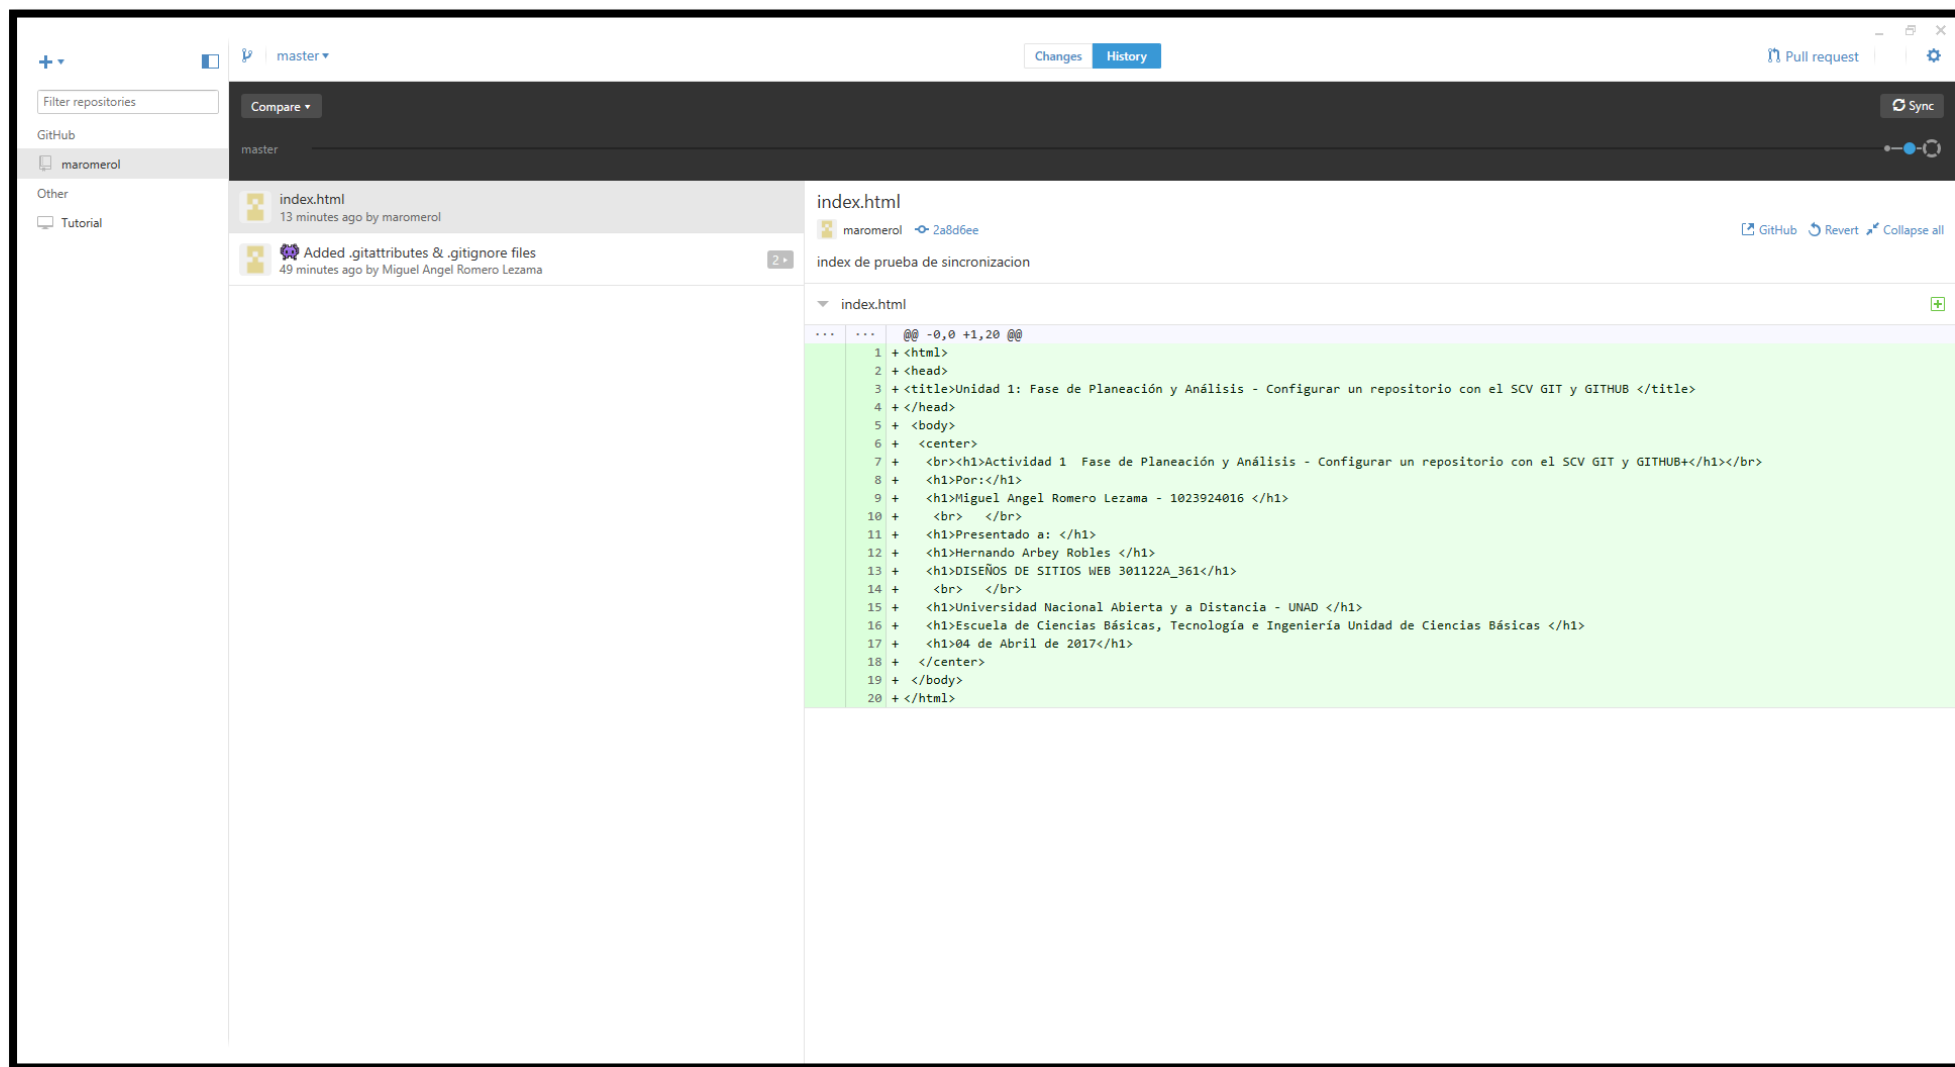 master
Changes
History
Pull request
Filter repositories
GitHub
maromerol
Other
Tutorial
Compare
Sync
master
index.html
13 minutes ago by maromerol
Added .gitattributes & .gitignore files
49 minutes ago by Miguel Angel Romero Lezama
2
index.html
maromerol 2a8d6ee
GitHub Revert Collapse all
index de prueba de sincronizacion
index.html
... ... @@ -0,0 +1,20 @@
1 +<html>
2 +<head>
3 +<title>Unidad 1: Fase de Planeación y Análisis - Configurar un repositorio con el SCV GIT y GITHUB </title>
4 +</head>
5 + <body>
6 +  <center>
7 +   <br><h1>Actividad 1  Fase de Planeación y Análisis - Configurar un repositorio con el SCV GIT y GITHUB+</h1></br>
8 +   <h1>Por:</h1>
9 +   <h1>Miguel Angel Romero Lezama - 1023924016 </h1>
10 +    <br>   </br>
11 +   <h1>Presentado a: </h1>
12 +   <h1>Hernando Arbey Robles </h1>
13 +   <h1>DISEÑOS DE SITIOS WEB 301122A_361</h1>
14 +    <br>   </br>
15 +   <h1>Universidad Nacional Abierta y a Distancia - UNAD </h1>
16 +   <h1>Escuela de Ciencias Básicas, Tecnología e Ingeniería Unidad de Ciencias Básicas </h1>
17 +   <h1>04 de Abril de 2017</h1>
18 +  </center>
19 + </body>
20 +</html>